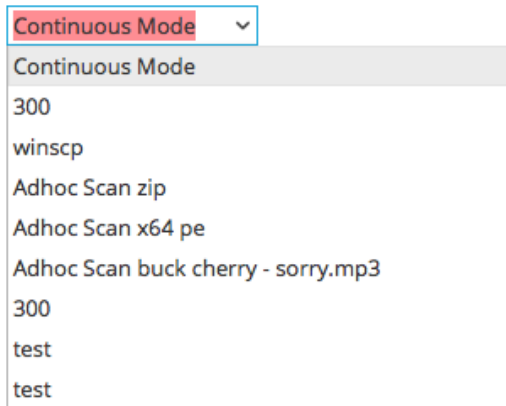 Continuous Mode
Continuous Mode
300
winscp
Adhoc Scan zip
Adhoc Scan x64 pe
Adhoc Scan buck cherry - sorry.mp3
300
test
test